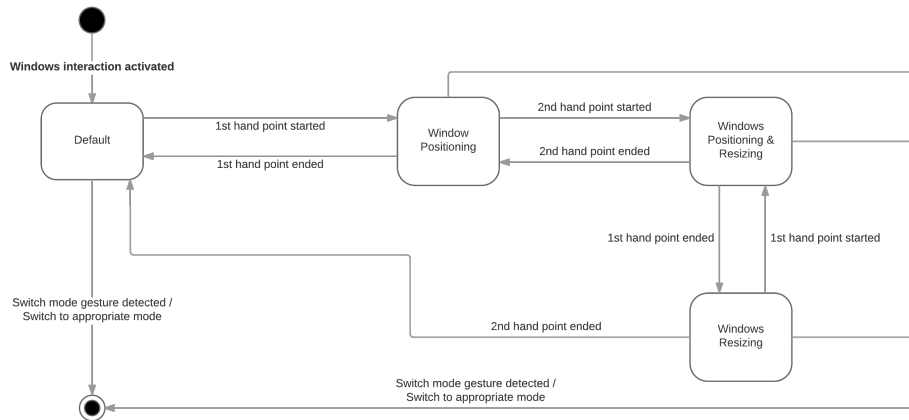 Windows interaction activated
Default
1st hand point started
1st hand point ended
Window
Positioning
2nd hand point started
2nd hand point ended
Windows
Positioning &
Resizing
1st hand point ended
1st hand point started
Switch mode gesture detected /
Switch to appropriate mode
2nd hand point ended
Windows
Resizing
Switch mode gesture detected /
Switch to appropriate mode